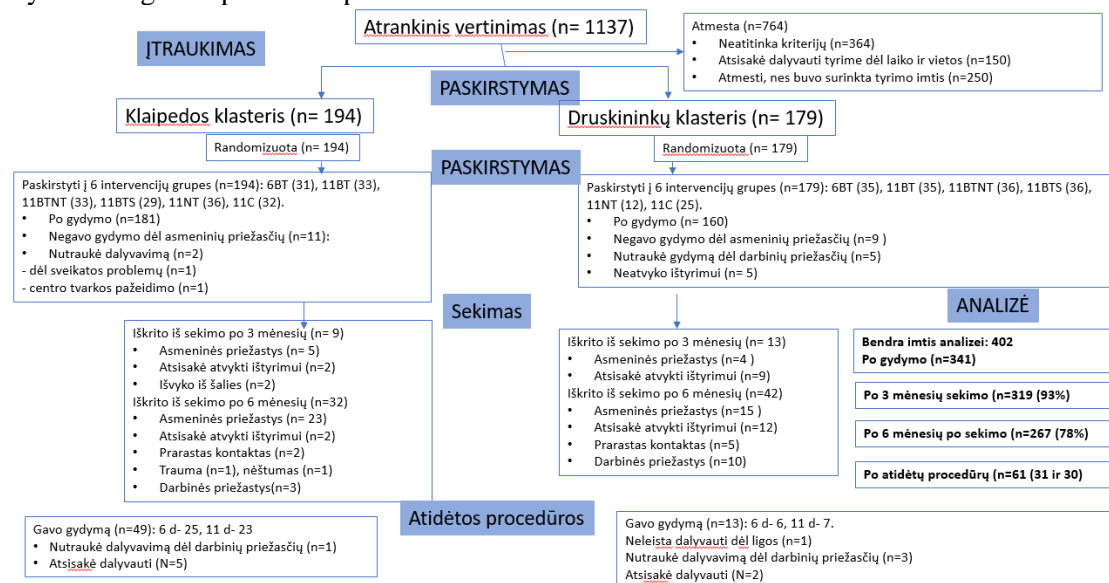 Atrankinis vertinimas (n= 1137)
ĮTRAUKIMAS
Atmesta (n=764)
• Neatitinka kriterijų (n=364)
• Atsisakė dalyvauti tyrime dėl laiko ir vietos (n=150)
• Atmesti, nes buvo surinkta tyrimo imtis (n=250)
PASKIRSTYMAS
Klaipedos klasteris (n= 194)
Druskininkų klasteris (n= 179)
Randomizuota (n= 194)
Randomizuota (n= 179)
PASKIRSTYMAS
Paskirstyti į 6 intervencijų grupes (n=194): 6BT (31), 11BT (33),
11BTNT (33), 11BTS (29), 11NT (36), 11C (32).
• Po gydymo (n=181)
• Negavo gydymo dėl asmeninių priežasčių (n=11):
• Nutraukė dalyvavimą (n=2)
- dėl sveikatos problemų (n=1)
- centro tvarkos pažeidimo (n=1)
Paskirstyti į 6 intervencijų grupes (n=179): 6BT (35), 11BT (35), 11BTNT (36), 11BTS (36),
11NT (12), 11C (25).
• Po gydymo (n= 160)
• Negavo gydymo dėl asmeninių priežasčių (n=9 )
• Nutraukė gydymą dėl darbinių priežasčių (n=5)
• Neatvyko ištyrimui (n= 5)
Sekimas
ANALIZĖ
Iškrito iš sekimo po 3 mėnesių (n= 9)
• Asmeninės priežastys (n= 5)
• Atsisakė atvykti ištyrimui (n=2)
• Išvyko iš šalies (n=2)
Iškrito iš sekimo po 6 mėnesių (n=32)
• Asmeninės priežastys (n= 23)
• Atsisakė atvykti ištyrimui (n=2)
• Prarastas kontaktas (n=2)
• Trauma (n=1), nėštumas (n=1)
• Darbinės priežastys(n=3)
Iškrito iš sekimo po 3 mėnesių (n= 13)
• Asmeninės priežastys (n=4 )
• Atsisakė atvykti ištyrimui (n=9)
Iškrito iš sekimo po 6 mėnesių (n=42)
• Asmeninės priežastys (n=15 )
• Atsisakė atvykti ištyrimui (n=12)
• Prarastas kontaktas (n=5)
• Darbinės priežastys (n=10)
Bendra imtis analizei: 402
Po gydymo (n=341)
Po 3 mėnesių sekimo (n=319 (93%)
Po 6 mėnesių po sekimo (n=267 (78%)
Po atidėtų procedūrų (n=61 (31 ir 30)
Atidėtos procedūros
Gavo gydymą (n=49): 6 d- 25, 11 d- 23
• Nutraukė dalyvavimą dėl darbinių priežasčių (n=1)
• Atsisakė dalyvauti (N=5)
Gavo gydymą (n=13): 6 d- 6, 11 d- 7.
Neleista dalyvauti dėl ligos (n=1)
Nutraukė dalyvavimą dėl darbinių priežasčių (n=3)
Atsisakė dalyvauti (N=2)